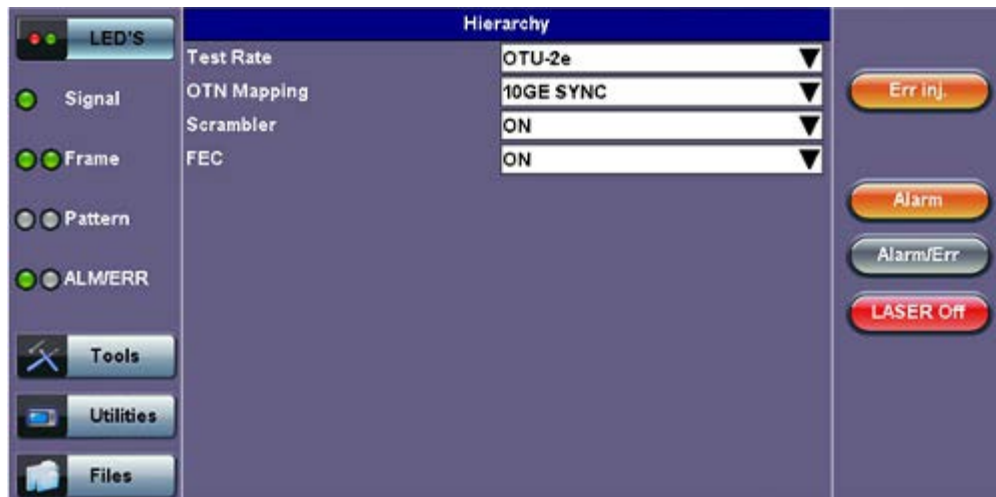 LED'S
Signal
Frame
Pattern
ALM/ERR
Tools
Utilities
Files
Hierarchy
Test Rate OTU-2e
OTN Mapping 10GE SYNC
Scrambler ON
FEC ON
Err inj.
Alarm
Alarm/Err
LASER Off